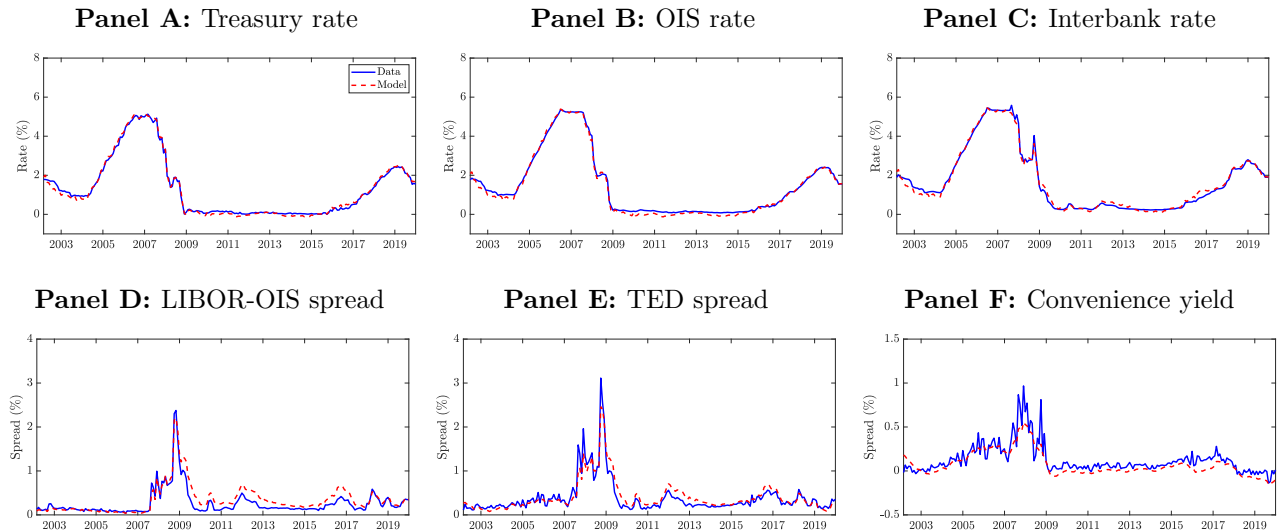 Panel A: Treasury rate
Panel B: OIS rate
Panel C: Interbank rate
8
6
4
2
0
Rate (%)
Data
Model
2003 2005 2007 2009 2011 2013 2015 2017 2019
8
6
4
2
0
Rate (%)
2003 2005 2007 2009 2011 2013 2015 2017 2019
8
6
4
2
0
Rate (%)
2003 2005 2007 2009 2011 2013 2015 2017 2019
Panel D: LIBOR-OIS spread
Panel E: TED spread
Panel F: Convenience yield
4
3
2
1
0
Spread (%)
2003 2005 2007 2009 2011 2013 2015 2017 2019
4
3
2
1
0
Spread (%)
2003 2005 2007 2009 2011 2013 2015 2017 2019
1.5
1
0.5
0
-0.5
Spread (%)
2003 2005 2007 2009 2011 2013 2015 2017 2019